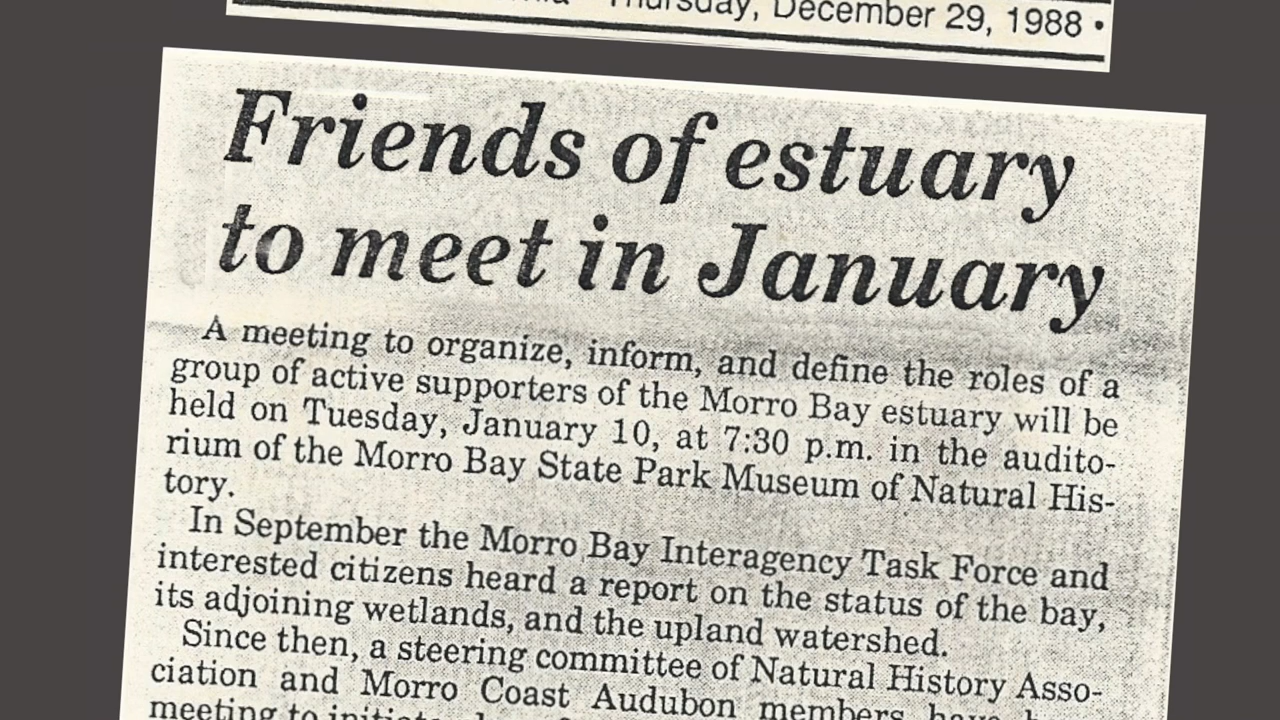 Thursday, December 29, 1988 •
Friends of estuary
to meet in January
A meeting to organize, inform, and define the roles of a
group of active supporters of the Morro Bay estuary will be
held on Tuesday, January 10, at 7:30 p.m. in the audito-
rium of the Morro Bay State Park Museum of Natural His-
tory.
In September the Morro Bay Interagency Task Force and
interested citizens heard a report on the status of the bay,
its adjoining wetlands, and the upland watershed.
Since then, a steering committee of Natural History Asso-
ciation and Morro Coast Audubon members have
meeting to